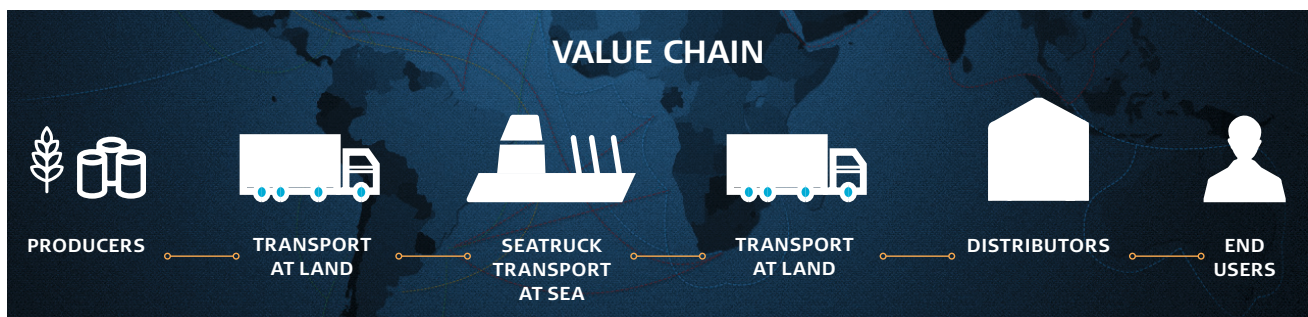 VALUE CHAIN
PRODUCERS
TRANSPORT
AT LAND
SEATRUCK
TRANSPORT
AT SEA
TRANSPORT
AT LAND
DISTRIBUTORS
END
USERS